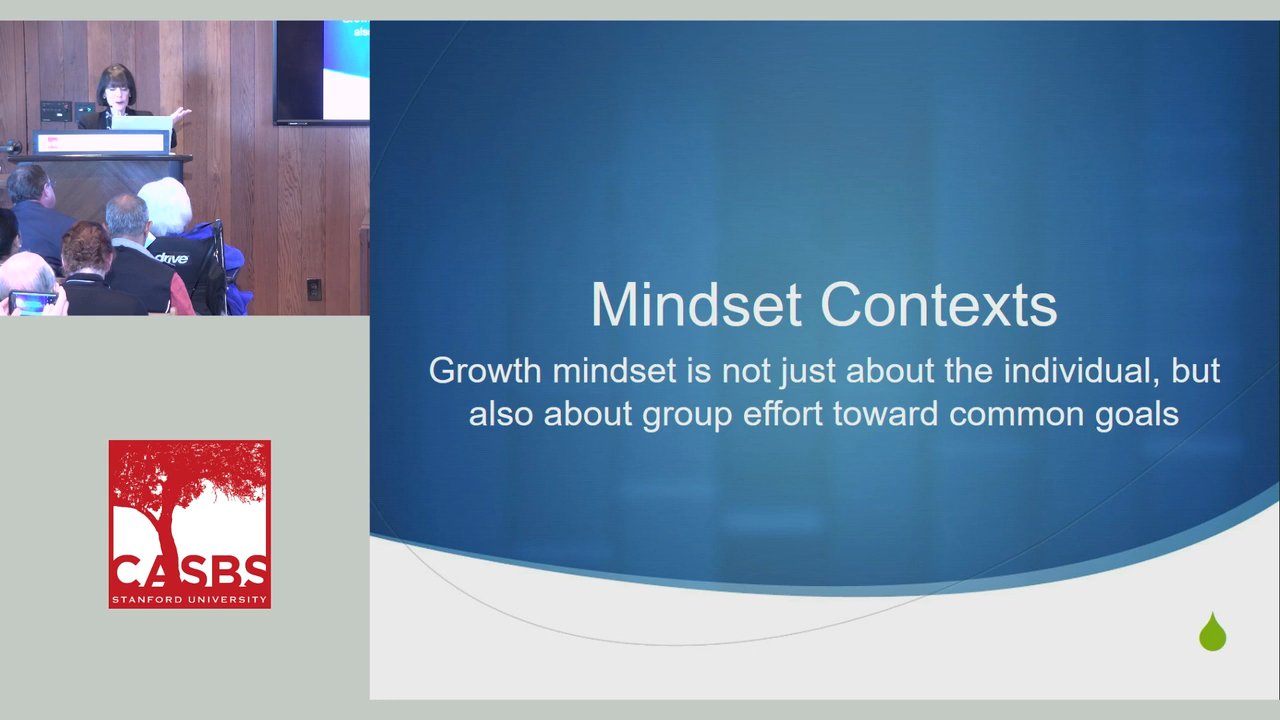 drive
Mindset Contexts
Growth mindset is not just about the individual, but
also about group effort toward common goals
CASBS
STANFORD UNIVERSITY